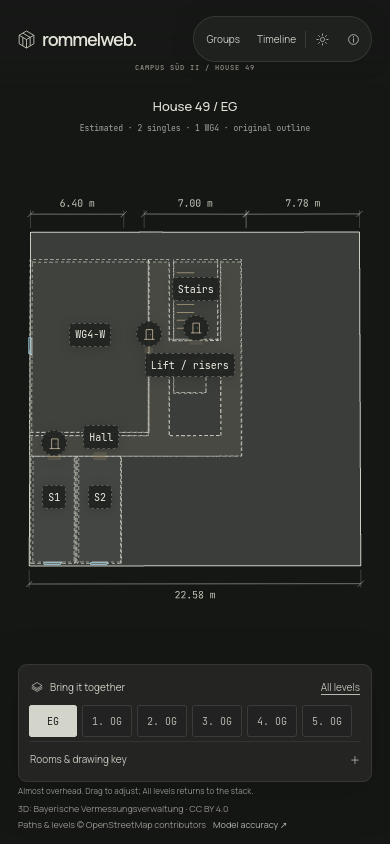 rommelweb.
Groups Timeline
CAMPUS SÜD II / HOUSE 49
House 49 / EG
Estimated · 2 singles · 1 WG4 · original outline
6.40 m 7.00 m 7.78 m
Stairs
WG4-W
Lift / risers
Hall
S1 S2
22.58 m
Bring it together All levels
EG 1. OG 2. OG 3. OG 4. OG 5. OG
Rooms & drawing key +
Almost overhead. Drag to adjust; All levels returns to the stack.
3D: Bayerische Vermessungsverwaltung · CC BY 4.0
Paths & levels © OpenStreetMap contributors Model accuracy ↗